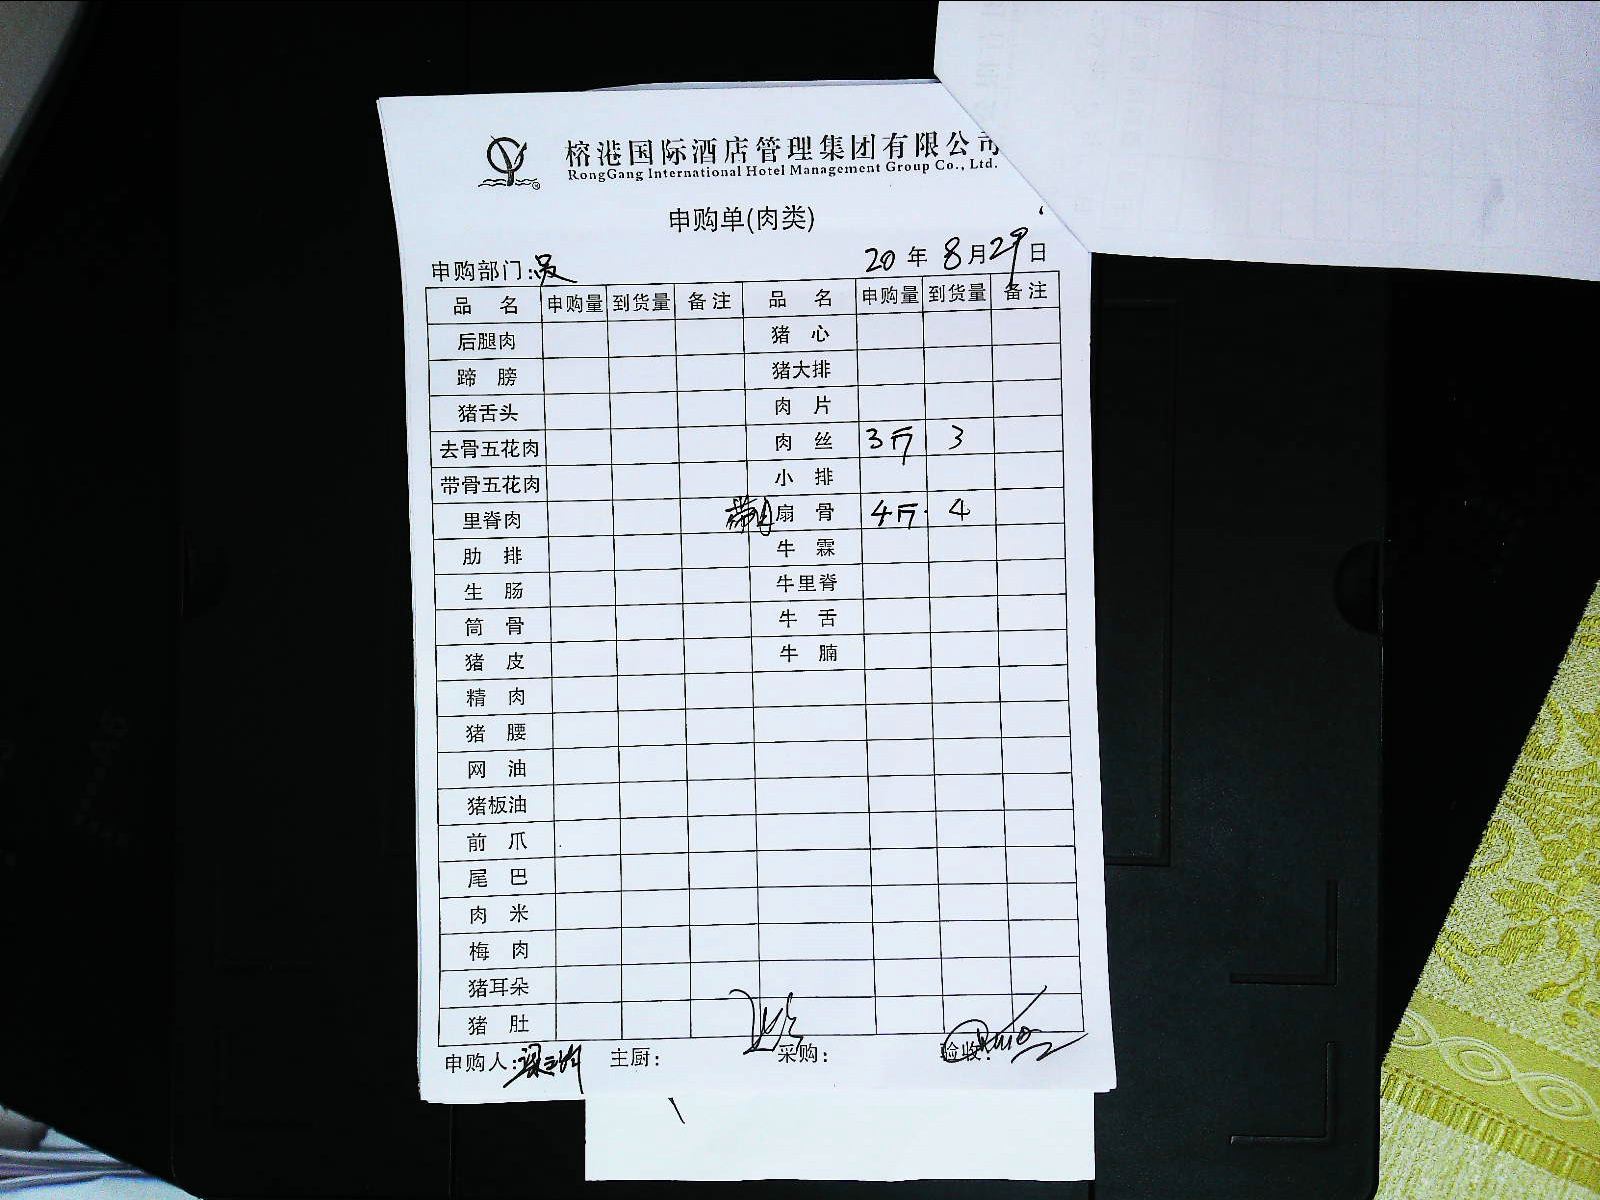 榕港国际酒店管理集团有限公司
RongGang International Hotel Management Group Co., Ltd.
申购单(肉类)
申购部门: 20年8月29日
品 名 申购量 到货量 备注 品 名 申购量 到货量 备注
后腿肉 猪 心
蹄 膀 猪大排
猪舌头 肉 片
去骨五花肉 肉 丝 3斤 3
带骨五花肉 小 排
里脊肉 带肉扇 骨 4斤 4
肋 排 牛 霖
生 肠 牛里脊
筒 骨 牛 舌
猪 皮 牛 腩
精 肉
猪 腰
网 油
猪板油
前 爪
尾 巴
肉 米
梅 肉
猪耳朵
猪 肚
申购人: 主厨: 采购: 验收: